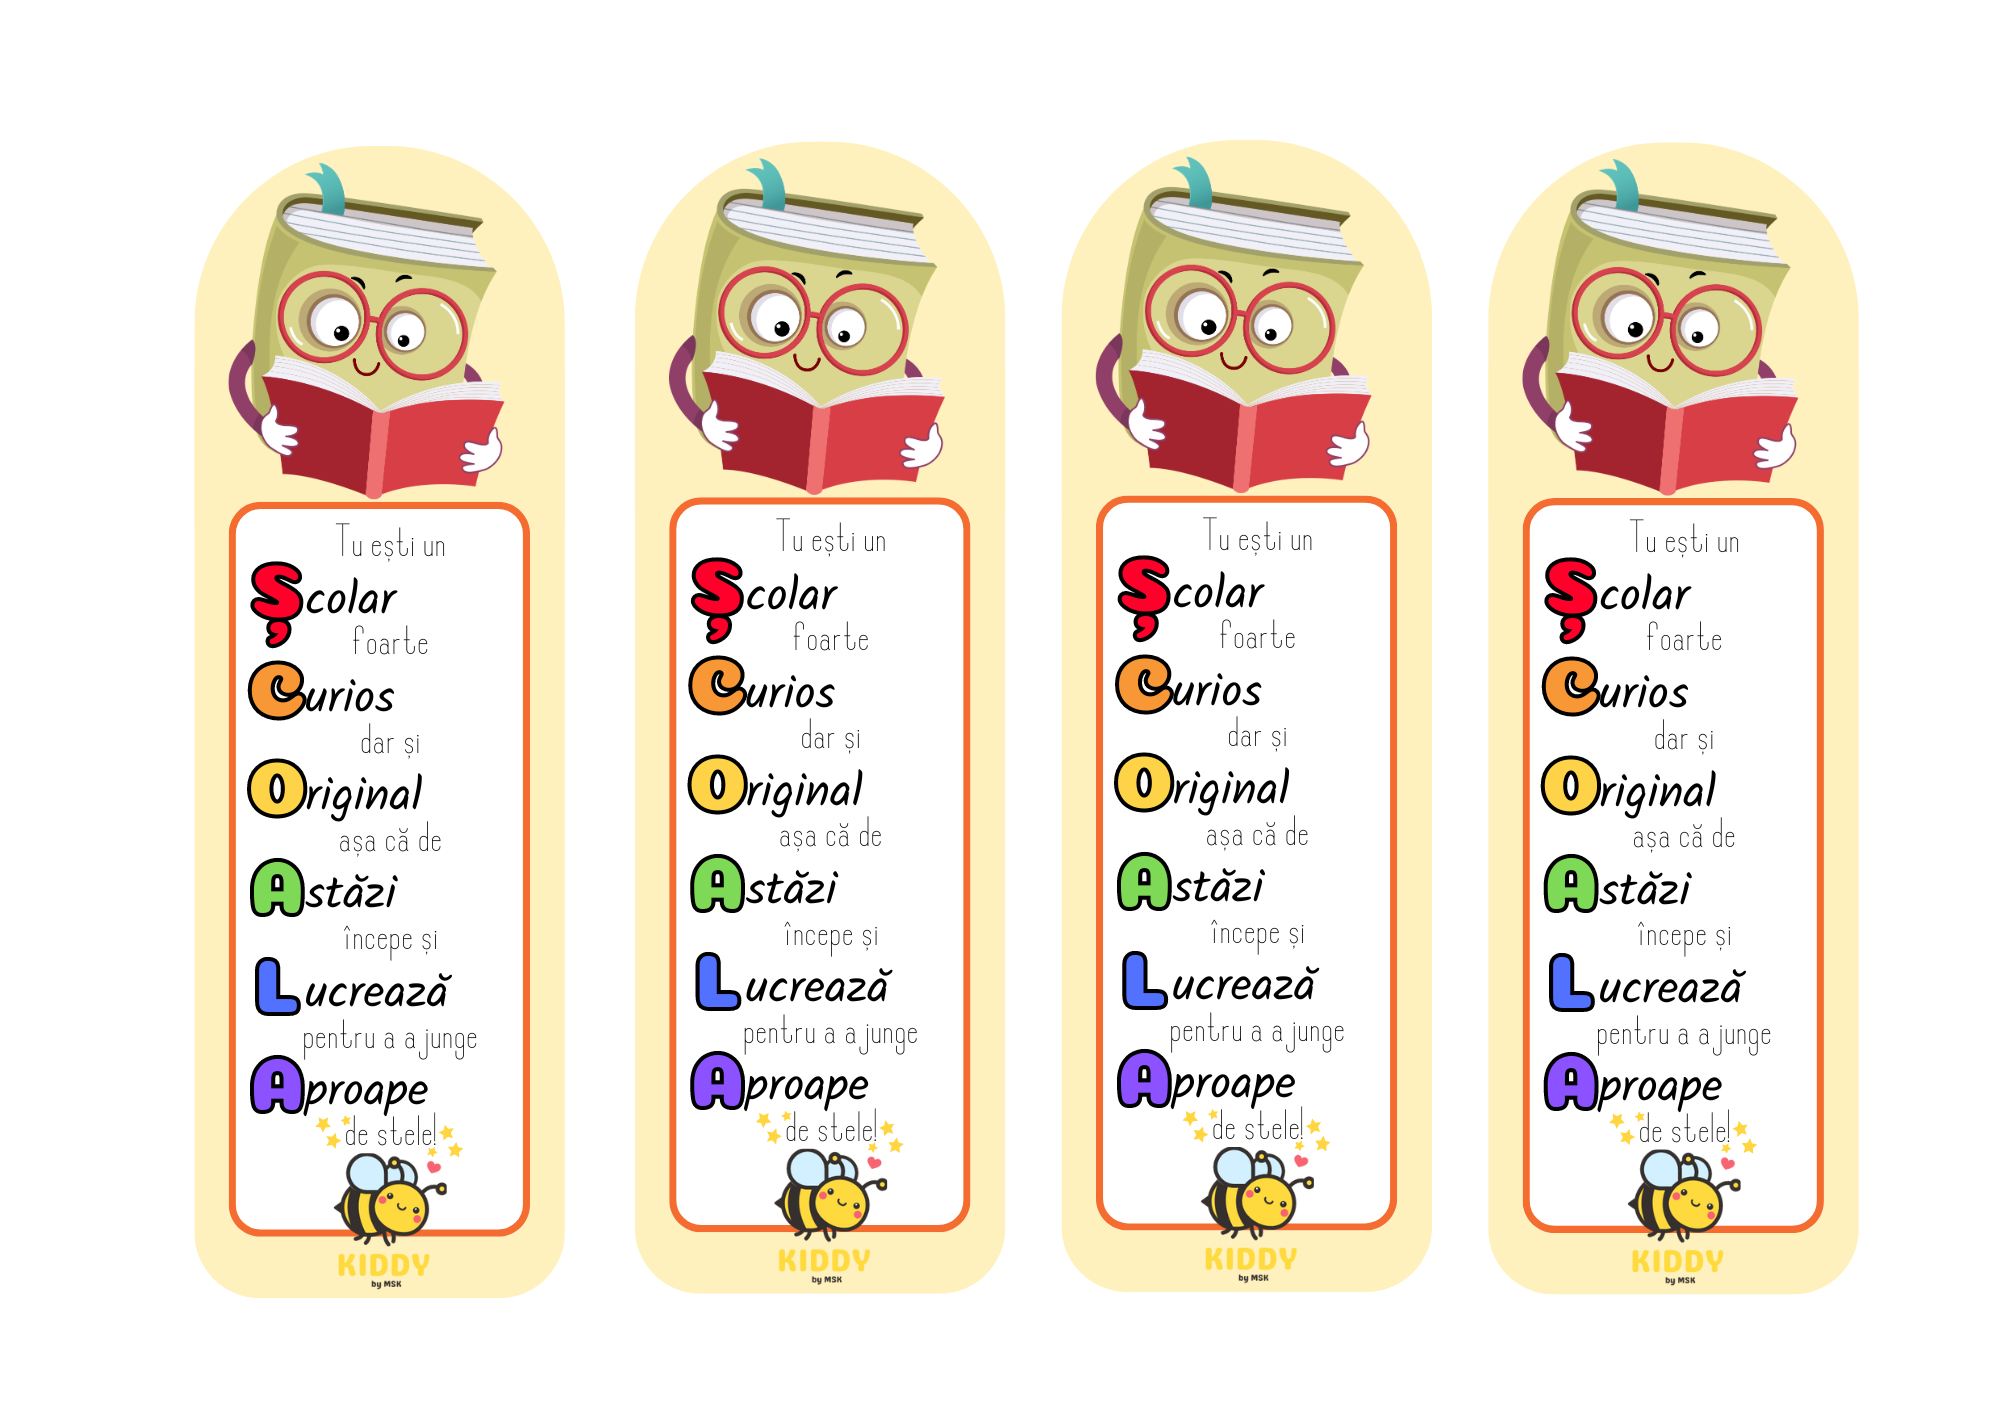 Tu ești un
Școlar
foarte
Curios
dar și
Original
așa că de
Astăzi
începe și
Lucrează
pentru a ajunge
Aproape
de stele!
KIDDY
by MSK
Tu ești un
Școlar
foarte
Curios
dar și
Original
așa că de
Astăzi
începe și
Lucrează
pentru a ajunge
Aproape
de stele!
KIDDY
by MSK
Tu ești un
Școlar
foarte
Curios
dar și
Original
așa că de
Astăzi
începe și
Lucrează
pentru a ajunge
Aproape
de stele!
KIDDY
by MSK
Tu ești un
Școlar
foarte
Curios
dar și
Original
așa că de
Astăzi
începe și
Lucrează
pentru a ajunge
Aproape
de stele!
KIDDY
by MSK